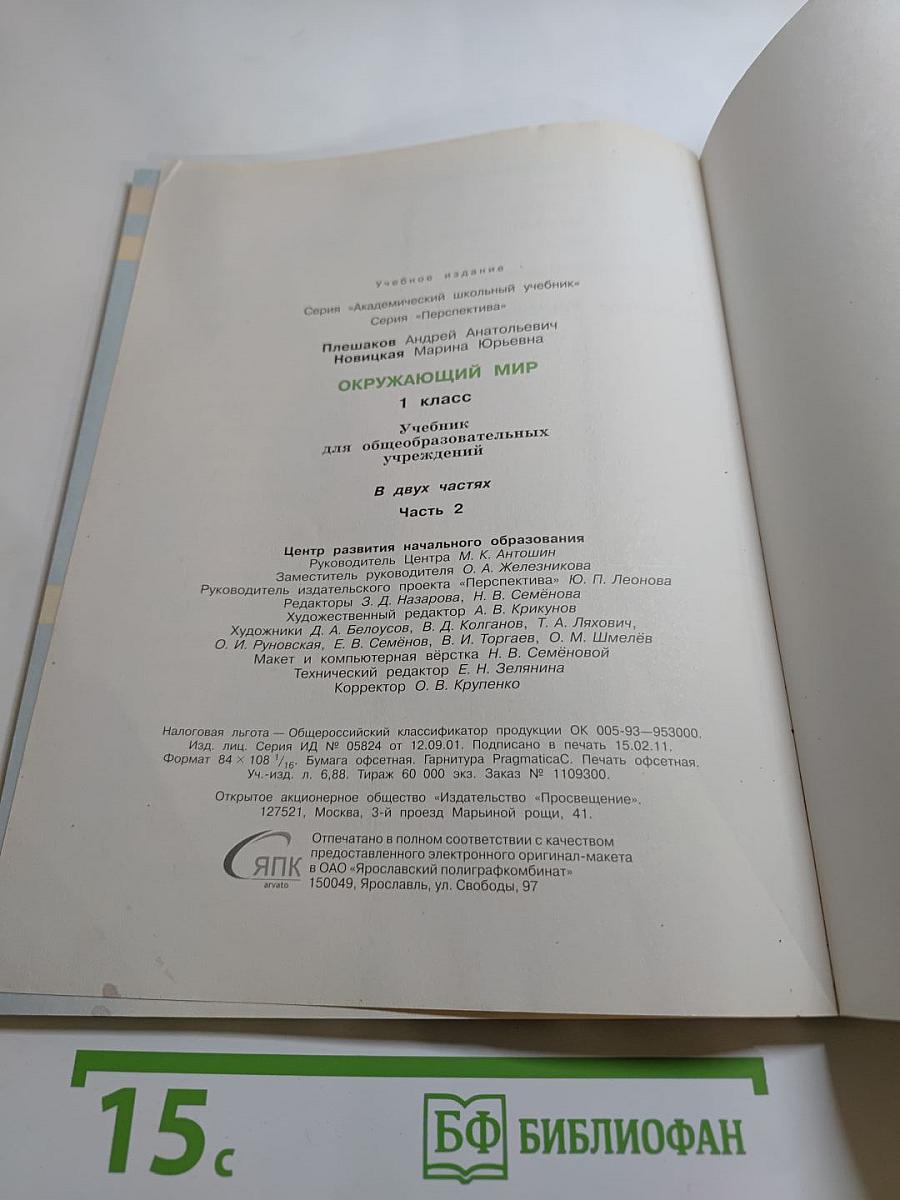 Учебное издание
Серия «Академический школьный учебник»
Серия «Перспектива»
Плешаков Андрей Анатольевич
Новицкая Марина Юрьевна
ОКРУЖАЮЩИЙ МИР
1 класс
Учебник
для общеобразовательных
учреждений
В двух частях
Часть 2
Центр развития начального образования
Руководитель Центра М. К. Антошин
Заместитель руководителя О. А. Железникова
Руководитель издательского проекта «Перспектива» Ю. П. Леонова
Редакторы З. Д. Назарова, Н. В. Семёнова
Художественный редактор А. В. Крикунов
Художники Д. А. Белоусов, В. Д. Колганов, Т. А. Ляхович,
О. И. Руновская, Е. В. Семёнов, В. И. Торгаев, О. М. Шмелёв
Макет и компьютерная вёрстка Н. В. Семёновой
Технический редактор Е. Н. Зелянина
Корректор О. В. Крупенко
Налоговая льгота — Общероссийский классификатор продукции ОК 005-93—953000.
Изд. лиц. Серия ИД № 05824 от 12.09.01. Подписано в печать 15.02.11.
Формат 84 × 108 1/16. Бумага офсетная. Гарнитура PragmaticaC. Печать офсетная.
Уч.-изд. л. 6,88. Тираж 60 000 экз. Заказ № 1109300.
Открытое акционерное общество «Издательство «Просвещение».
127521, Москва, 3-й проезд Марьиной рощи, 41.
ЯПК
arvato
Отпечатано в полном соответствии с качеством
предоставленного электронного оригинал-макета
в ОАО «Ярославский полиграфкомбинат»
150049, Ярославль, ул. Свободы, 97
15с
БФ БИБЛИОФАН